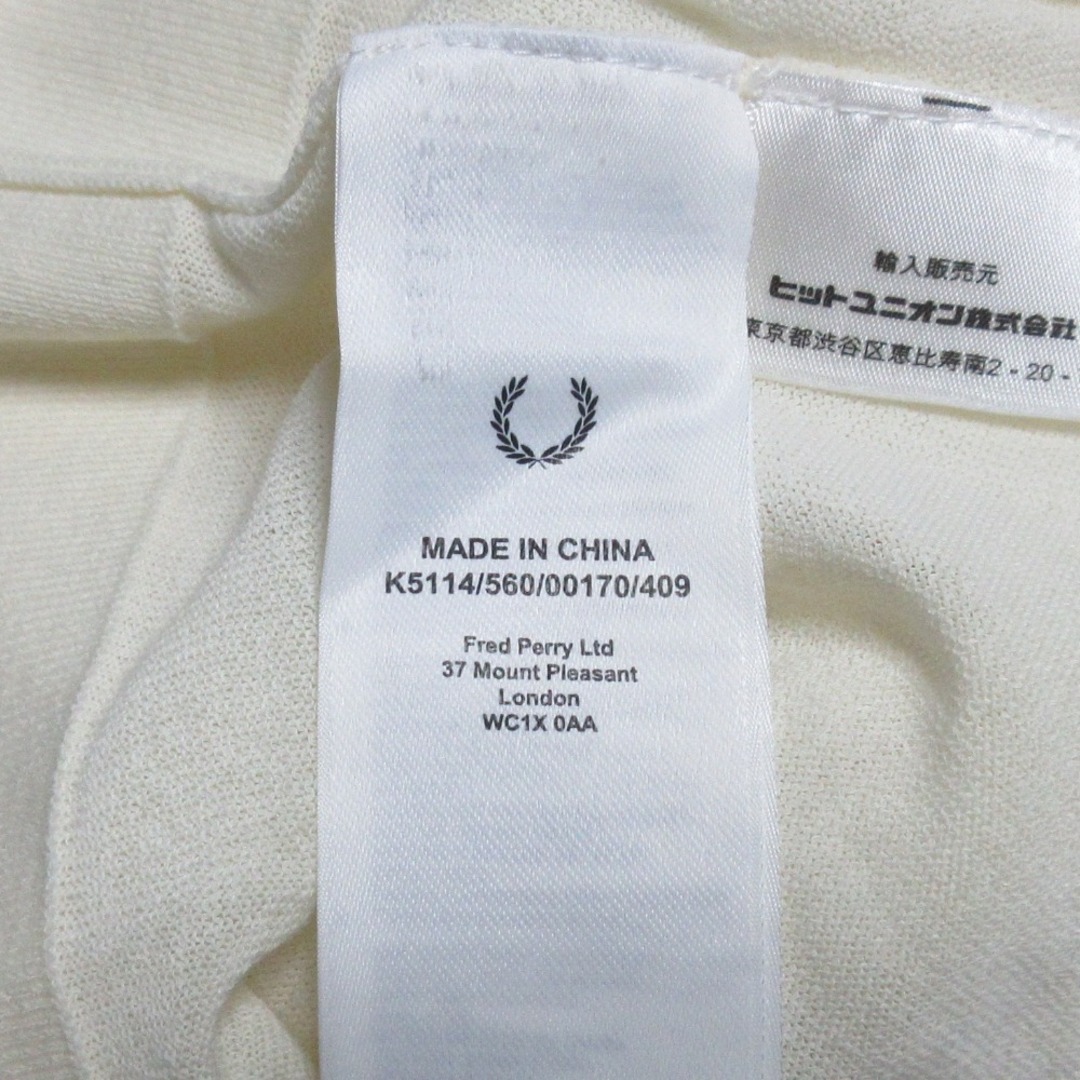 MADE IN CHINA
K5114/560/00170/409
Fred Perry Ltd
37 Mount Pleasant
London
WC1X 0AA
輸入販売元
ヒットユニオン株式会社
東京都渋谷区恵比寿南2-20-